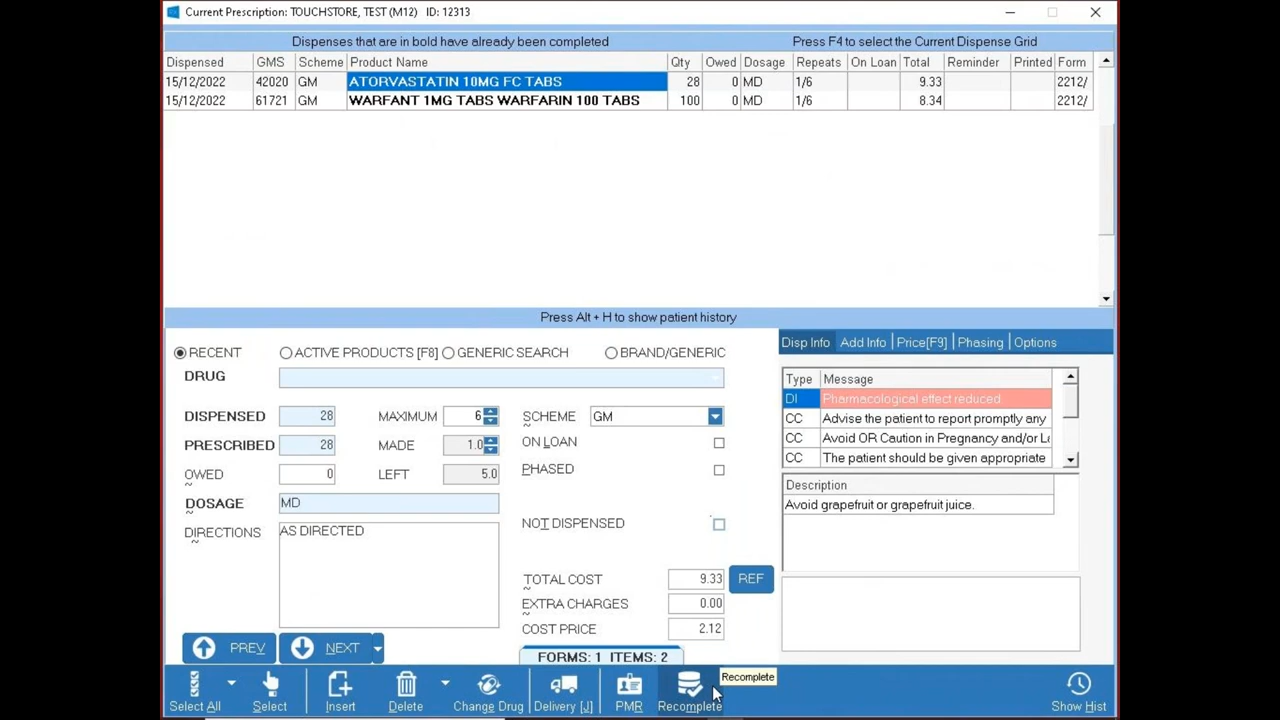 Current Prescription: TOUCHSTORE, TEST (M12) ID: 12313
Dispenses that are in bold have already been completed Press F4 to select the Current Dispense Grid
Dispensed GMS Scheme Product Name Qty Owed Dosage Repeats On Loan Total Reminder Printed Form
15/12/2022 42020 GM ATORVASTATIN 10MG FC TABS 28 0 MD 1/6 9.33 2212/
15/12/2022 61721 GM WARFANT 1MG TABS WARFARIN 100 TABS 100 0 MD 1/6 8.34 2212/
Press Alt + H to show patient history
RECENT ACTIVE PRODUCTS [F8] GENERIC SEARCH BRAND/GENERIC
DRUG
DISPENSED 28 MAXIMUM 6 SCHEME GM
PRESCRIBED 28 MADE 1.0 ON LOAN
OWED 0 LEFT 5.0 PHASED
DOSAGE MD
DIRECTIONS AS DIRECTED NOT DISPENSED
TOTAL COST 9.33 REF
EXTRA CHARGES 0.00
COST PRICE 2.12
PREV NEXT
FORMS: 1 ITEMS: 2
Disp Info Add Info Price[F9] Phasing Options
Type Message
DI Pharmacological effect reduced.
CC Advise the patient to report promptly any
CC Avoid OR Caution in Pregnancy and/or La
CC The patient should be given appropriate
Description
Avoid grapefruit or grapefruit juice.
Select All Select Insert Delete Change Drug Delivery [J] PMR Recomplete Show Hist
Recomplete